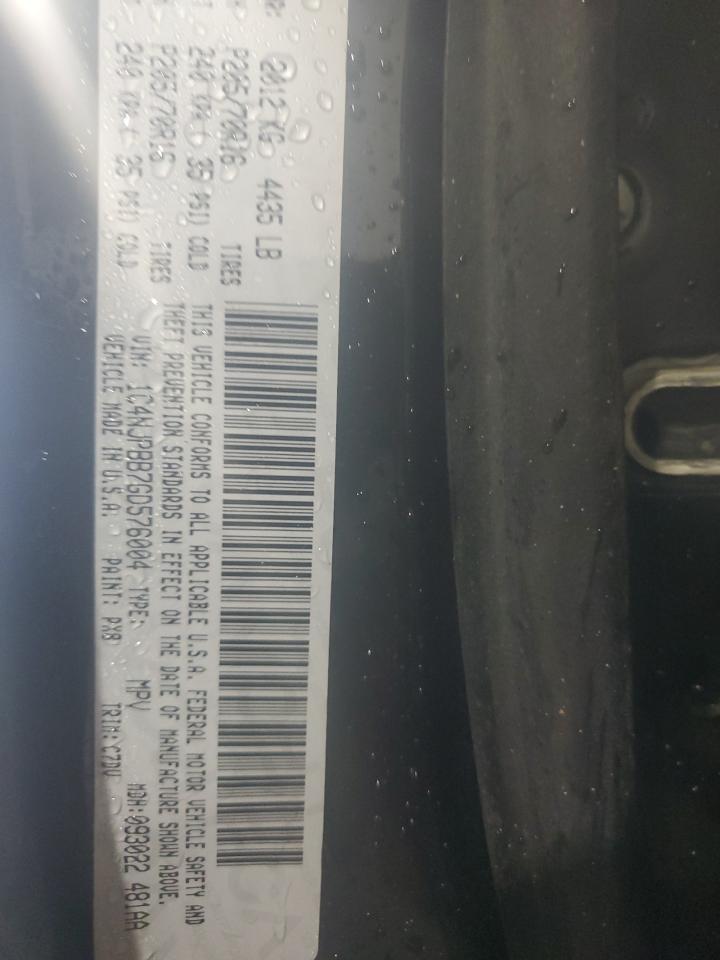 2012 KG 4435 LB
P205/70R16 TIRES
240 KPA ( 35 PSI) COLD
P205/70R16 TIRES
240 KPA ( 35 PSI) COLD
THIS VEHICLE CONFORMS TO ALL APPLICABLE U.S.A. FEDERAL MOTOR VEHICLE SAFETY AND
THEFT PREVENTION STANDARDS IN EFFECT ON THE DATE OF MANUFACTURE SHOWN ABOVE.
VIN: 1C4NJPBB7GD576004 TYPE: MPV MDH: 093022 481AA
VEHICLE MADE IN U.S.A. PAINT: PX8 TRIM: C7DV